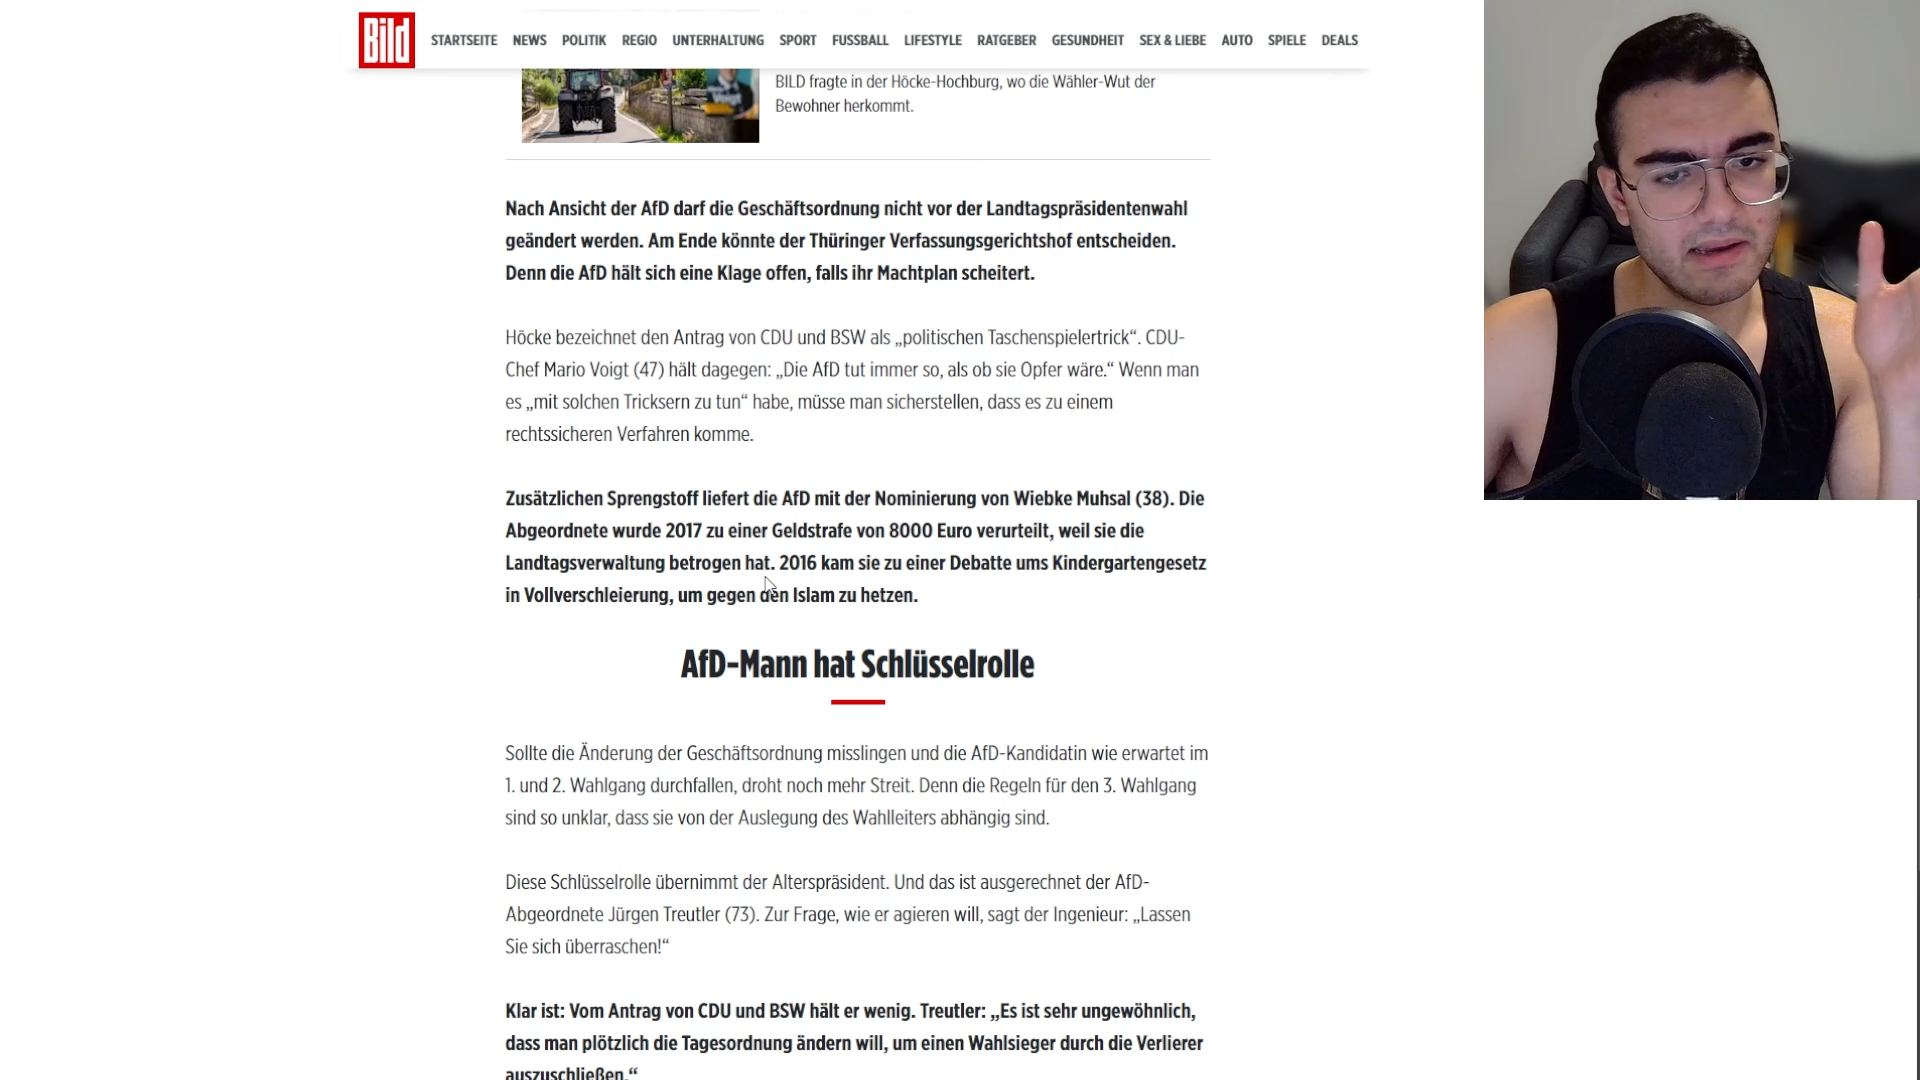 Bild
STARTSEITE NEWS POLITIK REGIO UNTERHALTUNG SPORT FUSSBALL LIFESTYLE RATGEBER GESUNDHEIT SEX & LIEBE AUTO SPIELE DEALS
BILD fragte in der Höcke-Hochburg, wo die Wähler-Wut der
Bewohner herkommt.
Nach Ansicht der AfD darf die Geschäftsordnung nicht vor der Landtagspräsidentenwahl
geändert werden. Am Ende könnte der Thüringer Verfassungsgerichtshof entscheiden.
Denn die AfD hält sich eine Klage offen, falls ihr Machtplan scheitert.
Höcke bezeichnet den Antrag von CDU und BSW als „politischen Taschenspielertrick“. CDU-
Chef Mario Voigt (47) hält dagegen: „Die AfD tut immer so, als ob sie Opfer wäre.“ Wenn man
es „mit solchen Tricksern zu tun“ habe, müsse man sicherstellen, dass es zu einem
rechtssicheren Verfahren komme.
Zusätzlichen Sprengstoff liefert die AfD mit der Nominierung von Wiebke Muhsal (38). Die
Abgeordnete wurde 2017 zu einer Geldstrafe von 8000 Euro verurteilt, weil sie die
Landtagsverwaltung betrogen hat. 2016 kam sie zu einer Debatte ums Kindergartengesetz
in Vollverschleierung, um gegen den Islam zu hetzen.
AfD-Mann hat Schlüsselrolle
Sollte die Änderung der Geschäftsordnung misslingen und die AfD-Kandidatin wie erwartet im
1. und 2. Wahlgang durchfallen, droht noch mehr Streit. Denn die Regeln für den 3. Wahlgang
sind so unklar, dass sie von der Auslegung des Wahlleiters abhängig sind.
Diese Schlüsselrolle übernimmt der Alterspräsident. Und das ist ausgerechnet der AfD-
Abgeordnete Jürgen Treutler (73). Zur Frage, wie er agieren will, sagt der Ingenieur: „Lassen
Sie sich überraschen!“
Klar ist: Vom Antrag von CDU und BSW hält er wenig. Treutler: „Es ist sehr ungewöhnlich,
dass man plötzlich die Tagesordnung ändern will, um einen Wahlsieger durch die Verlierer
auszuschließen.“